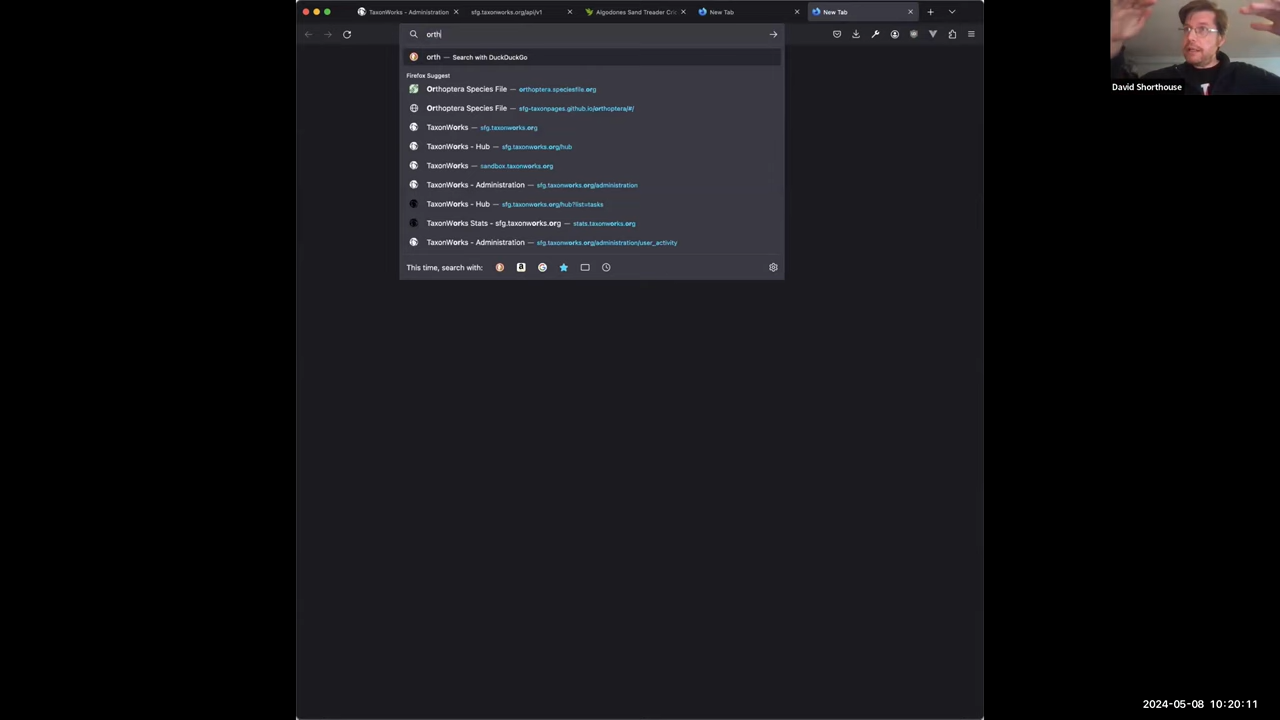 TaxonWorks - Administration
sfg.taxonworks.org/api/v1
Algodones Sand Treader Cri
New Tab
New Tab
orth
orth — Search with DuckDuckGo
Firefox Suggest
Orthoptera Species File — orthoptera.speciesfile.org
Orthoptera Species File — sfg-taxonpages.github.io/orthoptera/#/
TaxonWorks — sfg.taxonworks.org
TaxonWorks - Hub — sfg.taxonworks.org/hub
TaxonWorks — sandbox.taxonworks.org
TaxonWorks - Administration — sfg.taxonworks.org/administration
TaxonWorks - Hub — sfg.taxonworks.org/hub?list=tasks
TaxonWorks Stats - sfg.taxonworks.org — stats.taxonworks.org
TaxonWorks - Administration — sfg.taxonworks.org/administration/user_activity
This time, search with:
David Shorthouse
2024-05-08 10:20:11